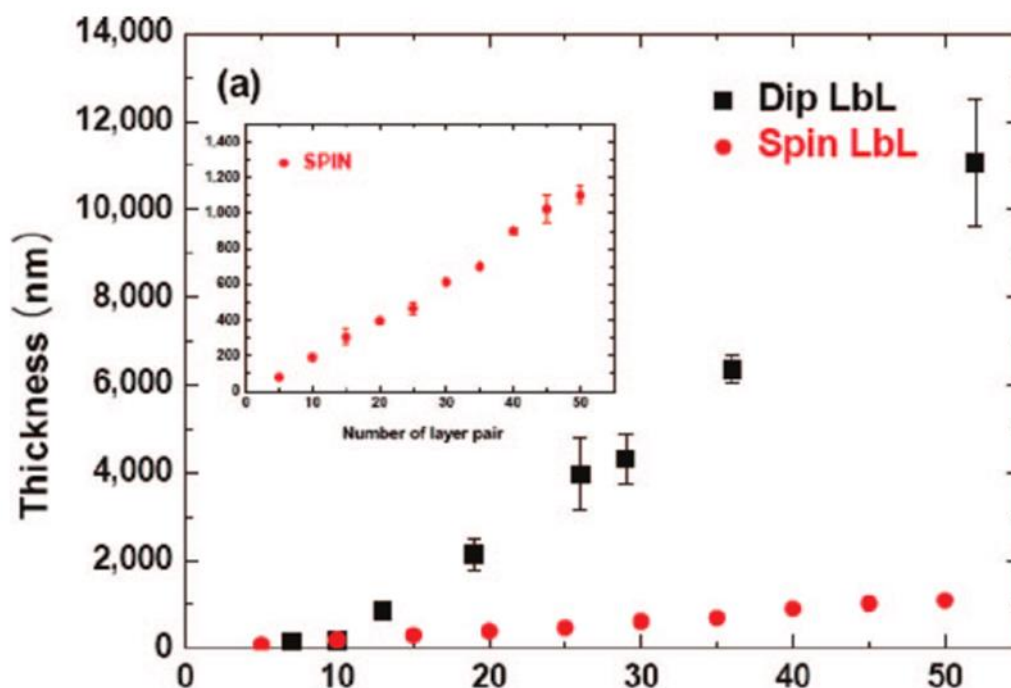 14,000
12,000
10,000
8,000
6,000
4,000
2,000
0
Thickness (nm)
(a)
Dip LbL
Spin LbL
1,400
1,200
1,000
800
600
400
200
0
SPIN
0 10 20 30 40 50
Number of layer pair
0 10 20 30 40 50